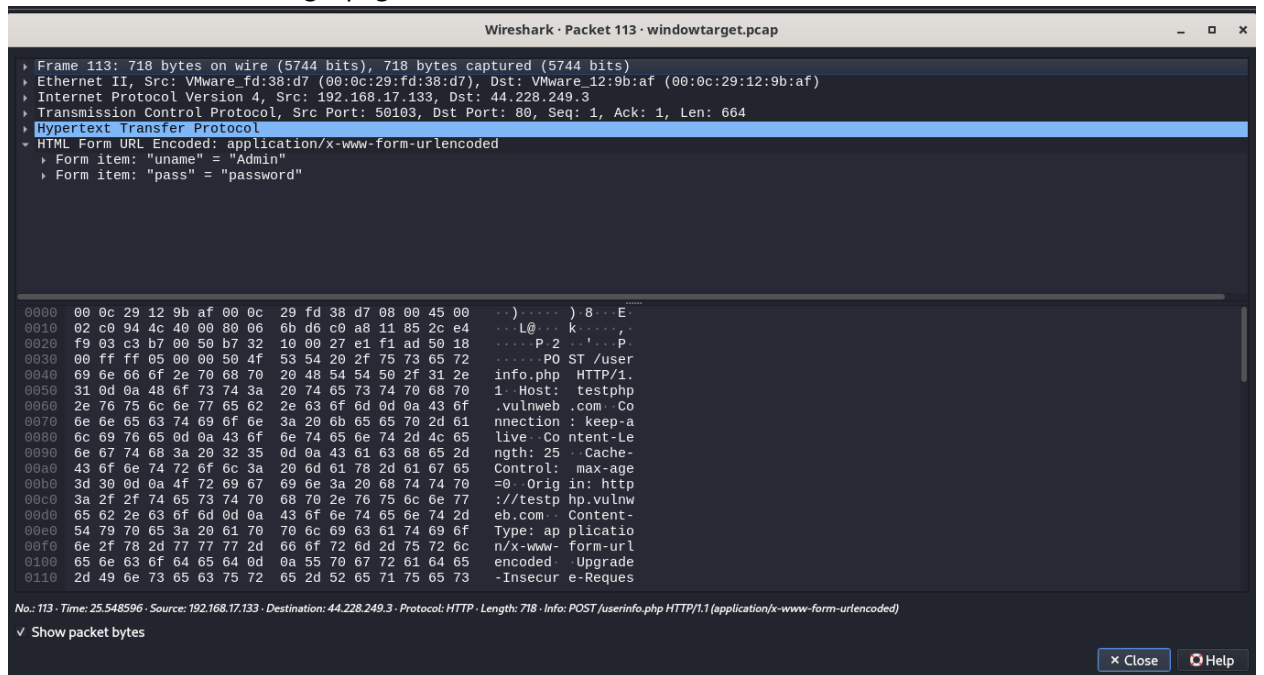 Wireshark · Packet 113 · windowtarget.pcap
Frame 113: 718 bytes on wire (5744 bits), 718 bytes captured (5744 bits)
Ethernet II, Src: VMware_fd:38:d7 (00:0c:29:fd:38:d7), Dst: VMware_12:9b:af (00:0c:29:12:9b:af)
Internet Protocol Version 4, Src: 192.168.17.133, Dst: 44.228.249.3
Transmission Control Protocol, Src Port: 50103, Dst Port: 80, Seq: 1, Ack: 1, Len: 664
Hypertext Transfer Protocol
HTML Form URL Encoded: application/x-www-form-urlencoded
Form item: "uname" = "Admin"
Form item: "pass" = "password"
0000 00 0c 29 12 9b af 00 0c 29 fd 38 d7 08 00 45 00 ··)····· )·8···E·
0010 02 c0 94 4c 40 00 80 06 6b d6 c0 a8 11 85 2c e4 ···L@··· k·····,·
0020 f9 03 c3 b7 00 50 b7 32 10 00 27 e1 f1 ad 50 18 ·····P·2 ··'···P·
0030 00 ff ff 05 00 00 50 4f 53 54 20 2f 75 73 65 72 ······PO ST /user
0040 69 6e 66 6f 2e 70 68 70 20 48 54 54 50 2f 31 2e info.php HTTP/1.
0050 31 0d 0a 48 6f 73 74 3a 20 74 65 73 74 70 68 70 1··Host: testphp
0060 2e 76 75 6c 6e 77 65 62 2e 63 6f 6d 0d 0a 43 6f .vulnweb .com··Co
0070 6e 6e 65 63 74 69 6f 6e 3a 20 6b 65 65 70 2d 61 nnection : keep-a
0080 6c 69 76 65 0d 0a 43 6f 6e 74 65 6e 74 2d 4c 65 live··Co ntent-Le
0090 6e 67 74 68 3a 20 32 35 0d 0a 43 61 63 68 65 2d ngth: 25 ··Cache-
00a0 43 6f 6e 74 72 6f 6c 3a 20 6d 61 78 2d 61 67 65 Control: max-age
00b0 3d 30 0d 0a 4f 72 69 67 69 6e 3a 20 68 74 74 70 =0··Orig in: http
00c0 3a 2f 2f 74 65 73 74 70 68 70 2e 76 75 6c 6e 77 ://testp hp.vulnw
00d0 65 62 2e 63 6f 6d 0d 0a 43 6f 6e 74 65 6e 74 2d eb.com·· Content-
00e0 54 79 70 65 3a 20 61 70 70 6c 69 63 61 74 69 6f Type: ap plicatio
00f0 6e 2f 78 2d 77 77 77 2d 66 6f 72 6d 2d 75 72 6c n/x-www- form-url
0100 65 6e 63 6f 64 65 64 0d 0a 55 70 67 72 61 64 65 encoded· ·Upgrade
0110 2d 49 6e 73 65 63 75 72 65 2d 52 65 71 75 65 73 -Insecur e-Reques
No.: 113 · Time: 25.548596 · Source: 192.168.17.133 · Destination: 44.228.249.3 · Protocol: HTTP · Length: 718 · Info: POST /userinfo.php HTTP/1.1 (application/x-www-form-urlencoded)
Show packet bytes
Close Help